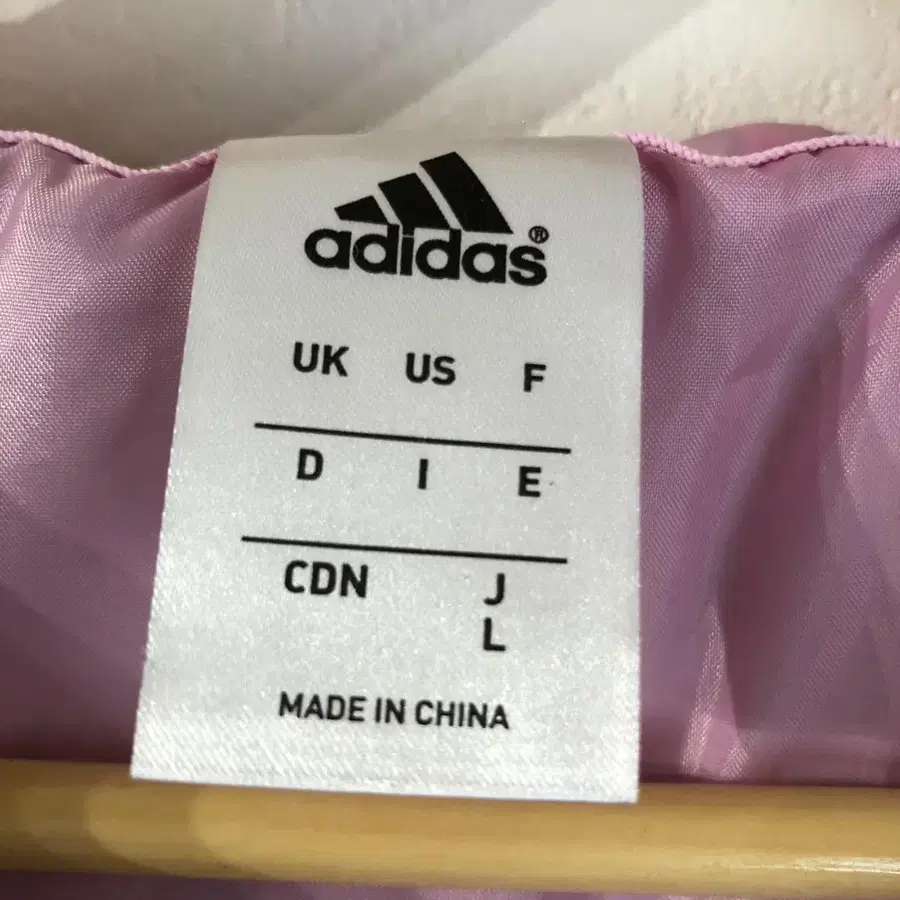 adidas®
UK US F
D I E
CDN J
L
MADE IN CHINA